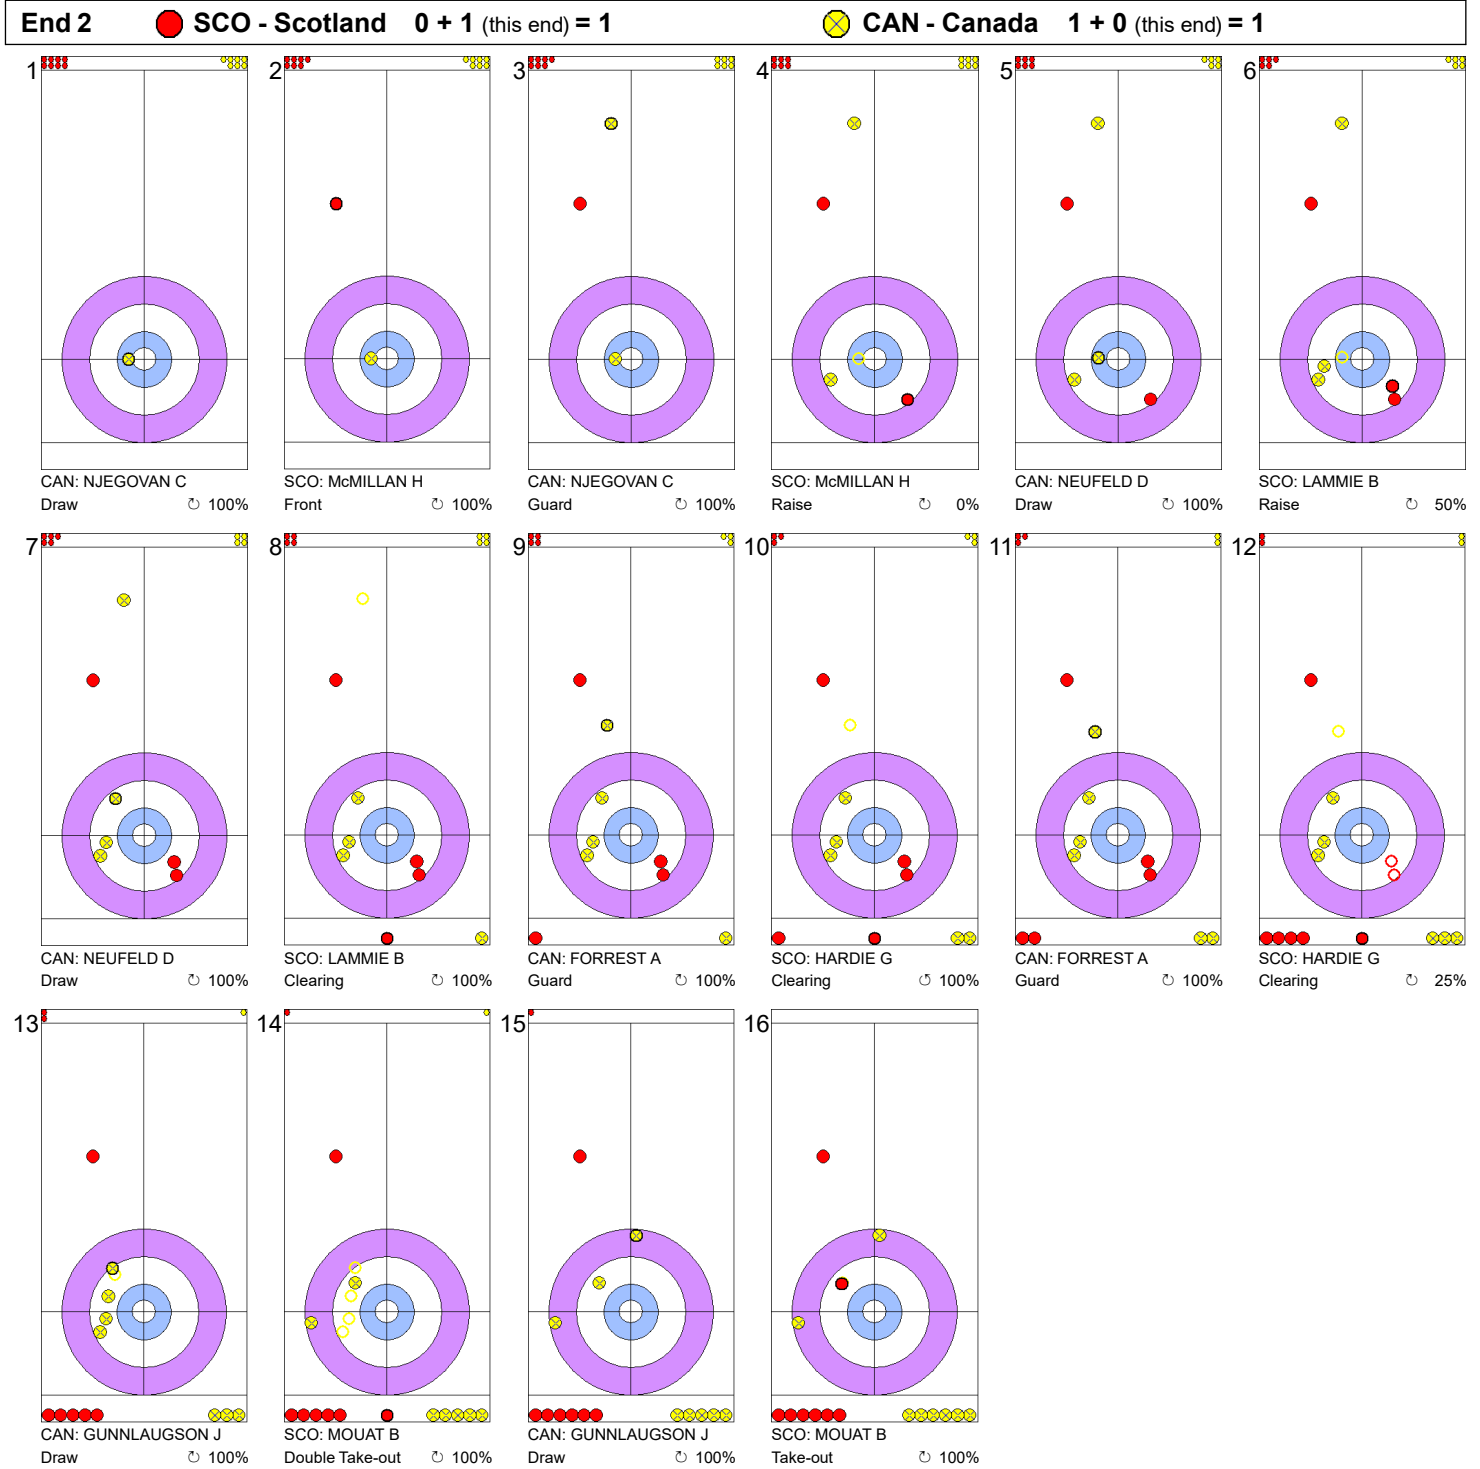 End 2 SCO - Scotland 0 + 1 (this end) = 1 CAN - Canada 1 + 0 (this end) = 1
1 2 3 4 5 6
CAN: NJEGOVAN C SCO: McMILLAN H CAN: NJEGOVAN C SCO: McMILLAN H CAN: NEUFELD D SCO: LAMMIE B
Draw ↻ 100% Front ↻ 100% Guard ↻ 100% Raise ↻ 0% Draw ↻ 100% Raise ↻ 50%
7 8 9 10 11 12
CAN: NEUFELD D SCO: LAMMIE B CAN: FORREST A SCO: HARDIE G CAN: FORREST A SCO: HARDIE G
Draw ↻ 100% Clearing ↻ 100% Guard ↻ 100% Clearing ↺ 100% Guard ↻ 100% Clearing ↻ 25%
13 14 15 16
CAN: GUNNLAUGSON J SCO: MOUAT B CAN: GUNNLAUGSON J SCO: MOUAT B
Draw ↻ 100% Double Take-out ↻ 100% Draw ↻ 100% Take-out ↻ 100%